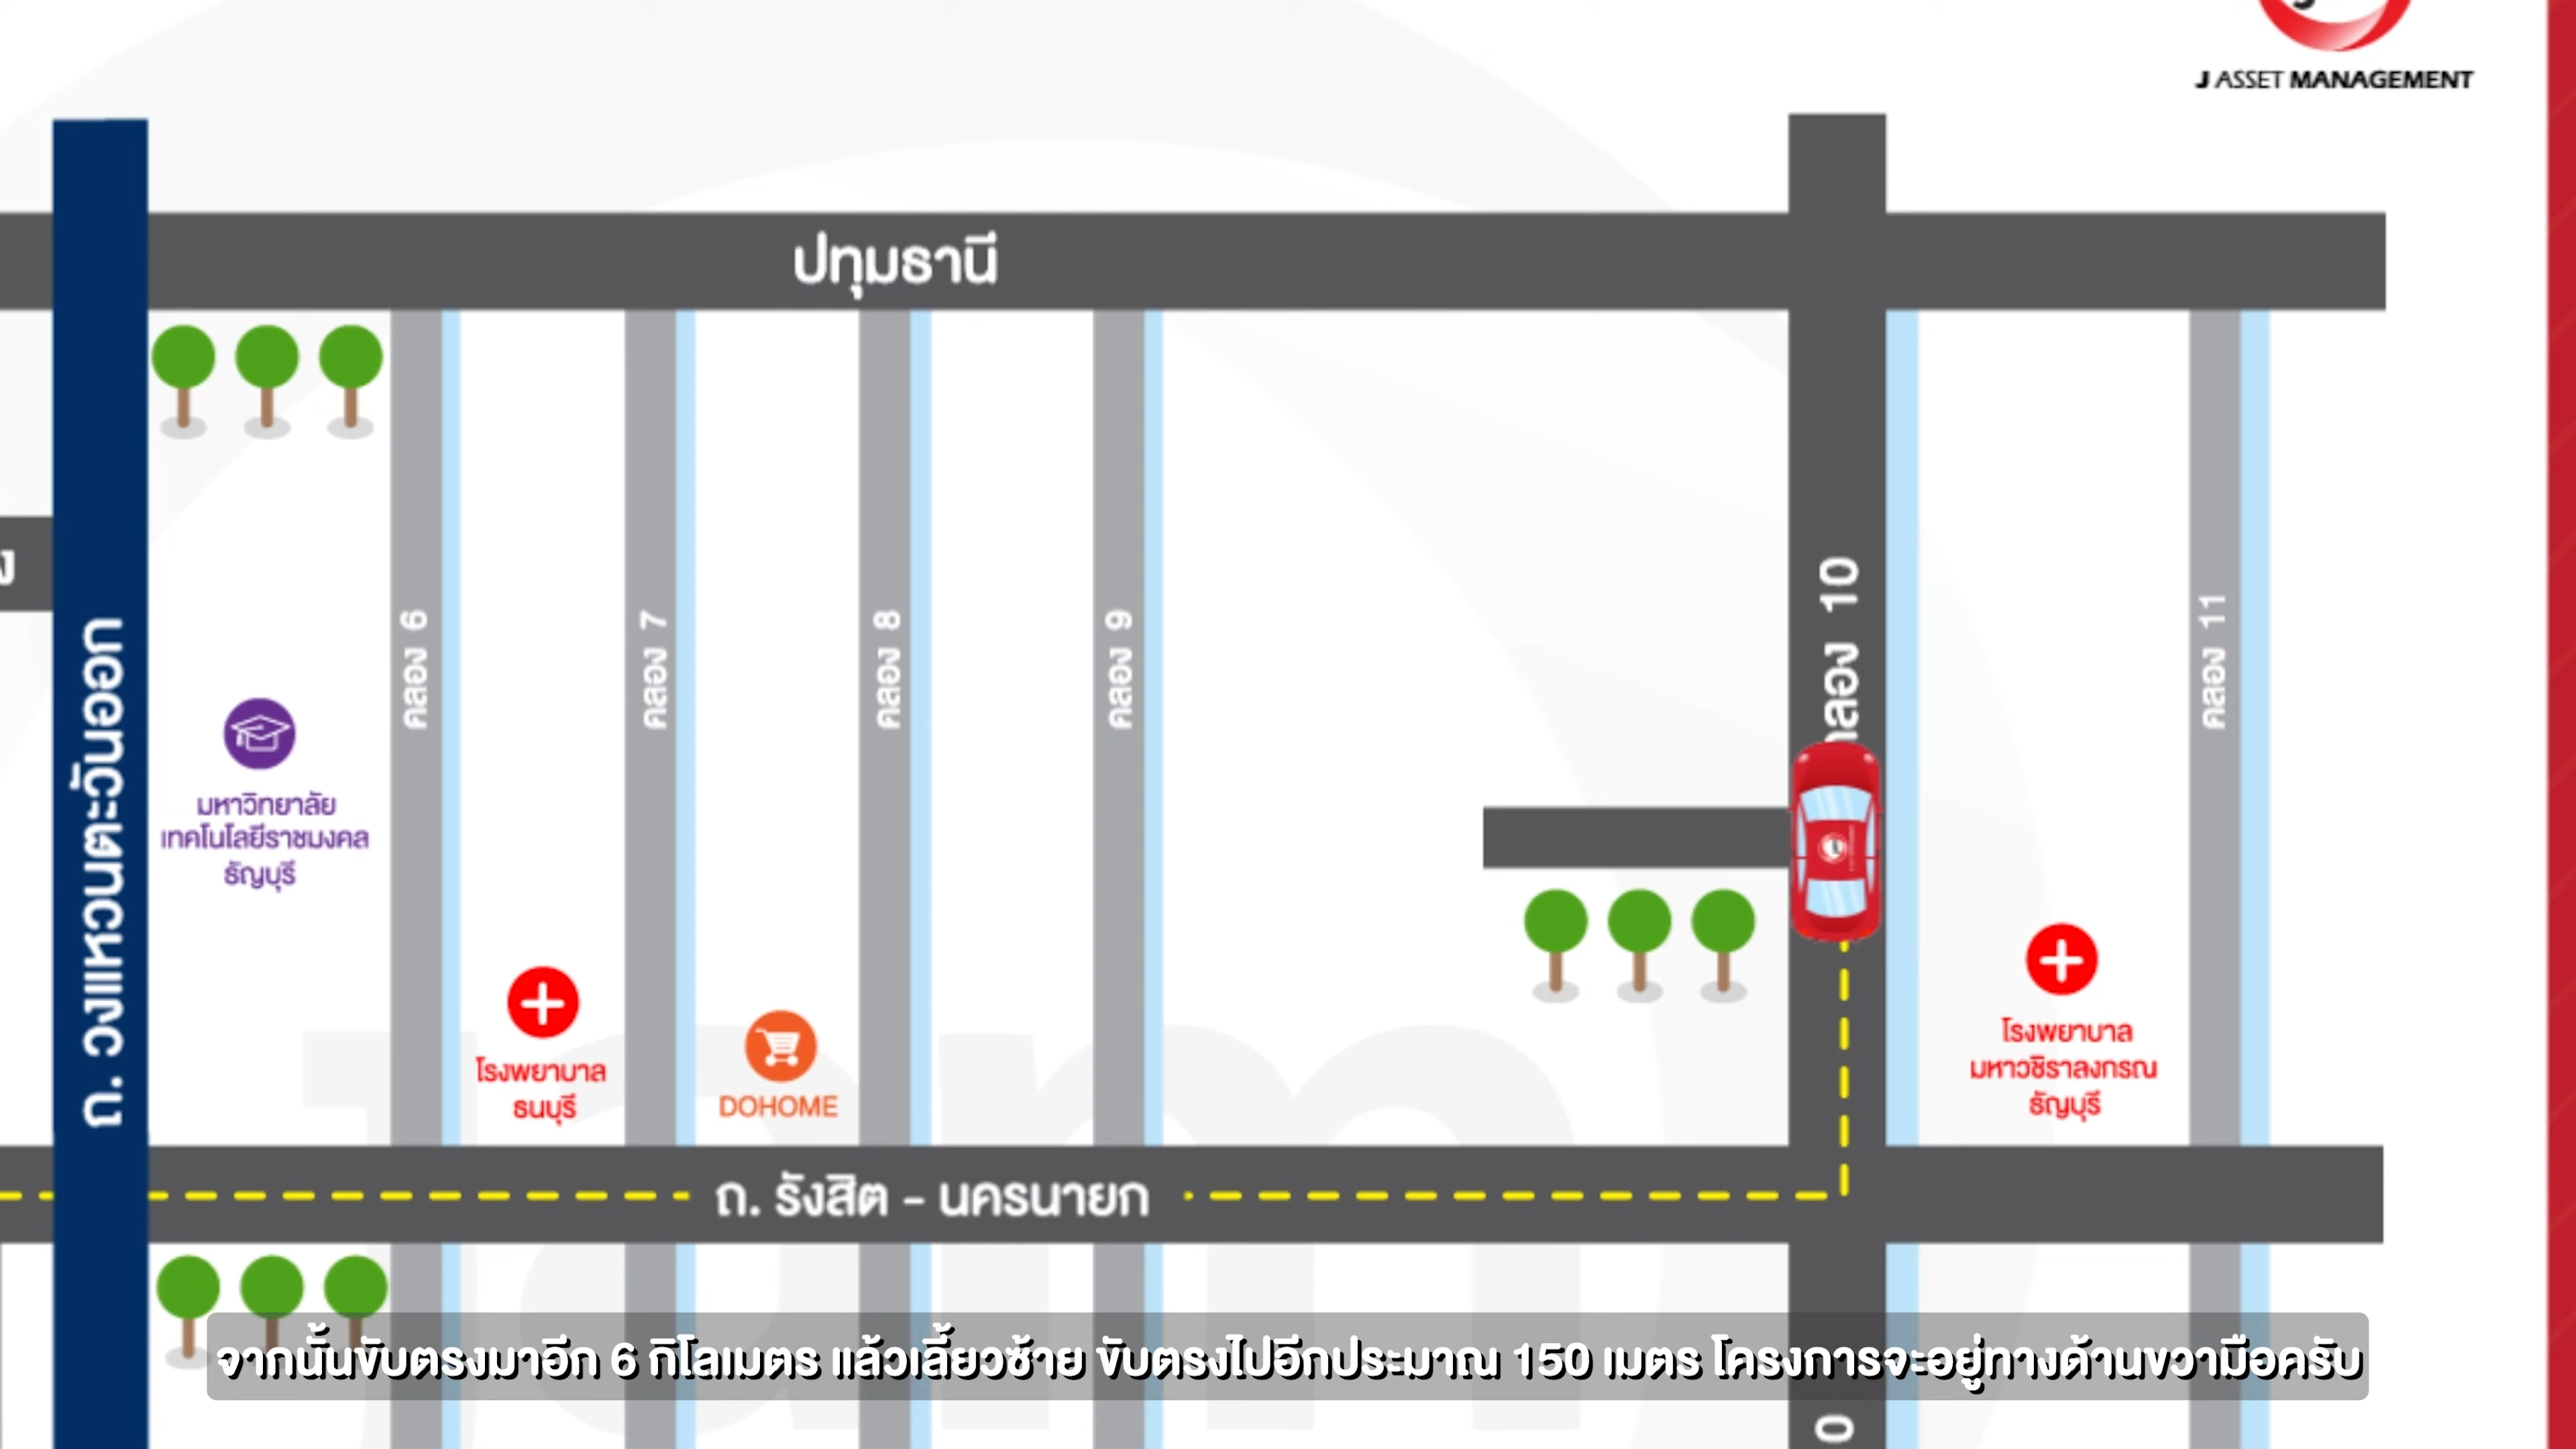 J ASSET MANAGEMENT
ปทุมธานี
ถ. วงแหวนตะวันออก
คลอง 6
คลอง 7
คลอง 8
คลอง 9
คลอง 10
คลอง 11
มหาวิทยาลัย
เทคโนโลยีราชมงคล
ธัญบุรี
โรงพยาบาล
ธนบุรี
DOHOME
โรงพยาบาล
มหาวชิราลงกรณ
ธัญบุรี
ถ. รังสิต - นครนายก
จากนั้นขับตรงมาอีก 6 กิโลเมตร แล้วเลี้ยวซ้าย ขับตรงไปอีกประมาณ 150 เมตร โครงการจะอยู่ทางด้านขวามือครับ
0